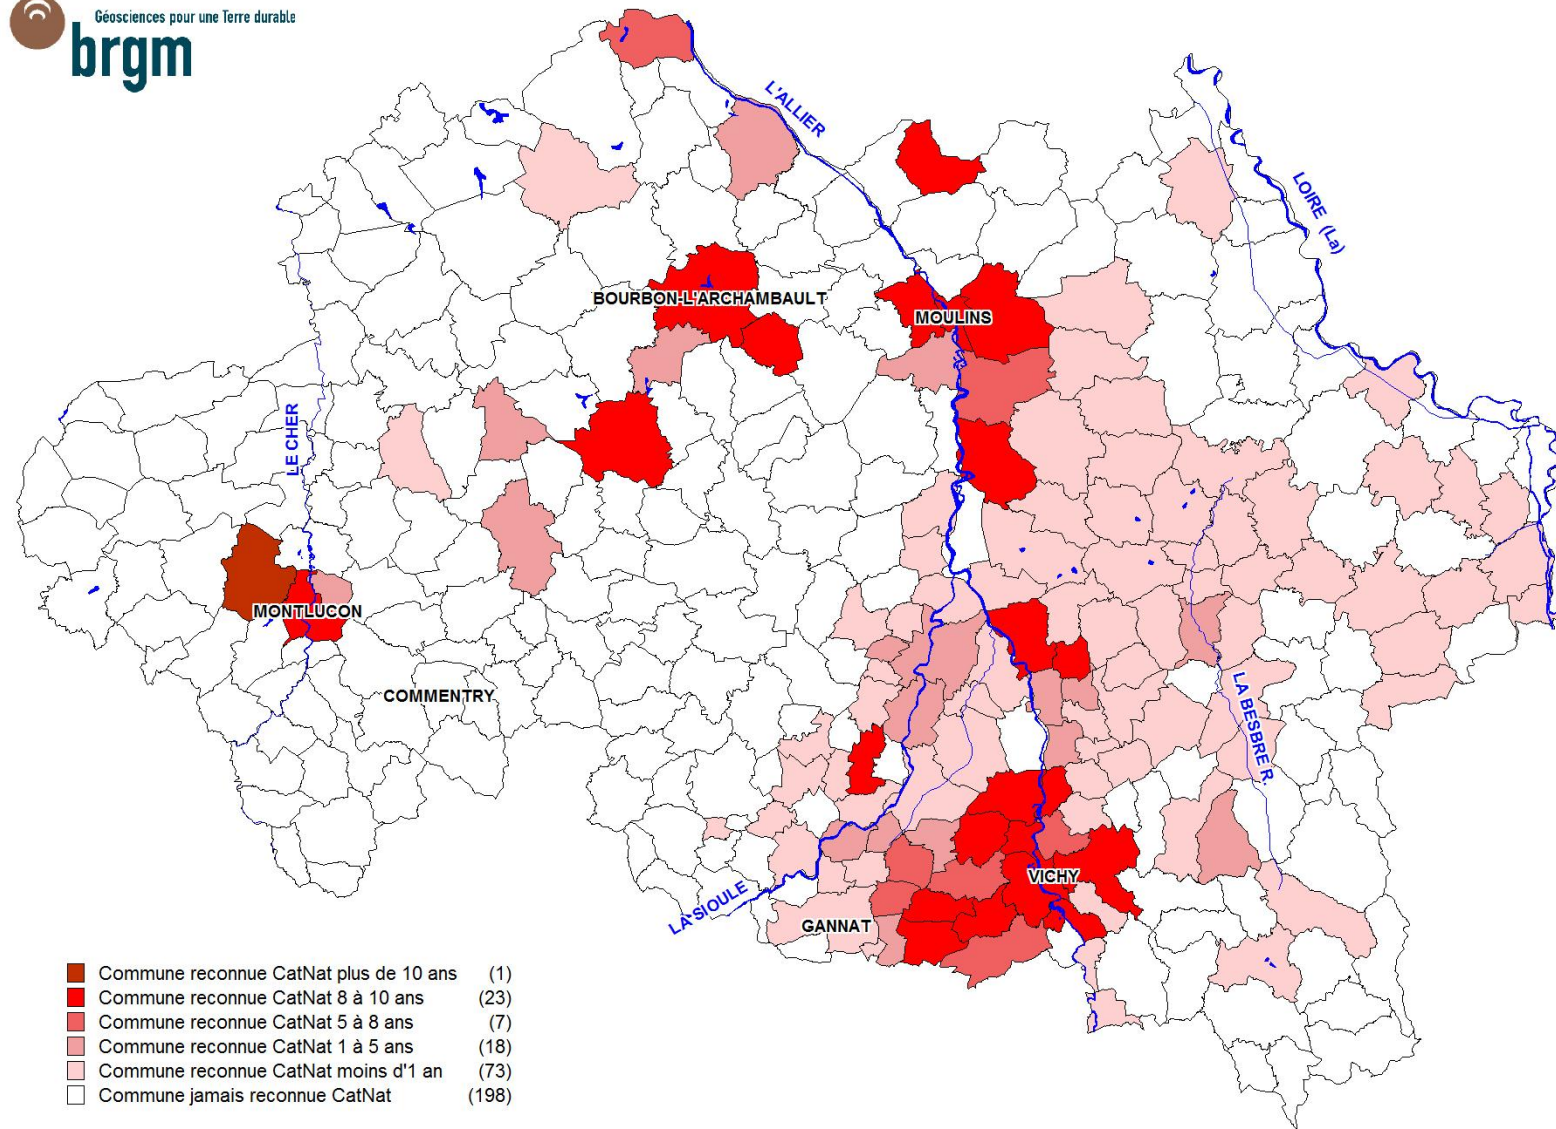 Géosciences pour une Terre durable
brgm
L'ALLIER
LOIRE (La)
BOURBON-L'ARCHAMBAULT
MOULINS
LE CHER
MONTLUCON
COMMENTRY
LA BESBRE R.
VICHY
LA SIOULE
GANNAT
Commune reconnue CatNat plus de 10 ans (1)
Commune reconnue CatNat 8 à 10 ans (23)
Commune reconnue CatNat 5 à 8 ans (7)
Commune reconnue CatNat 1 à 5 ans (18)
Commune reconnue CatNat moins d'1 an (73)
Commune jamais reconnue CatNat (198)